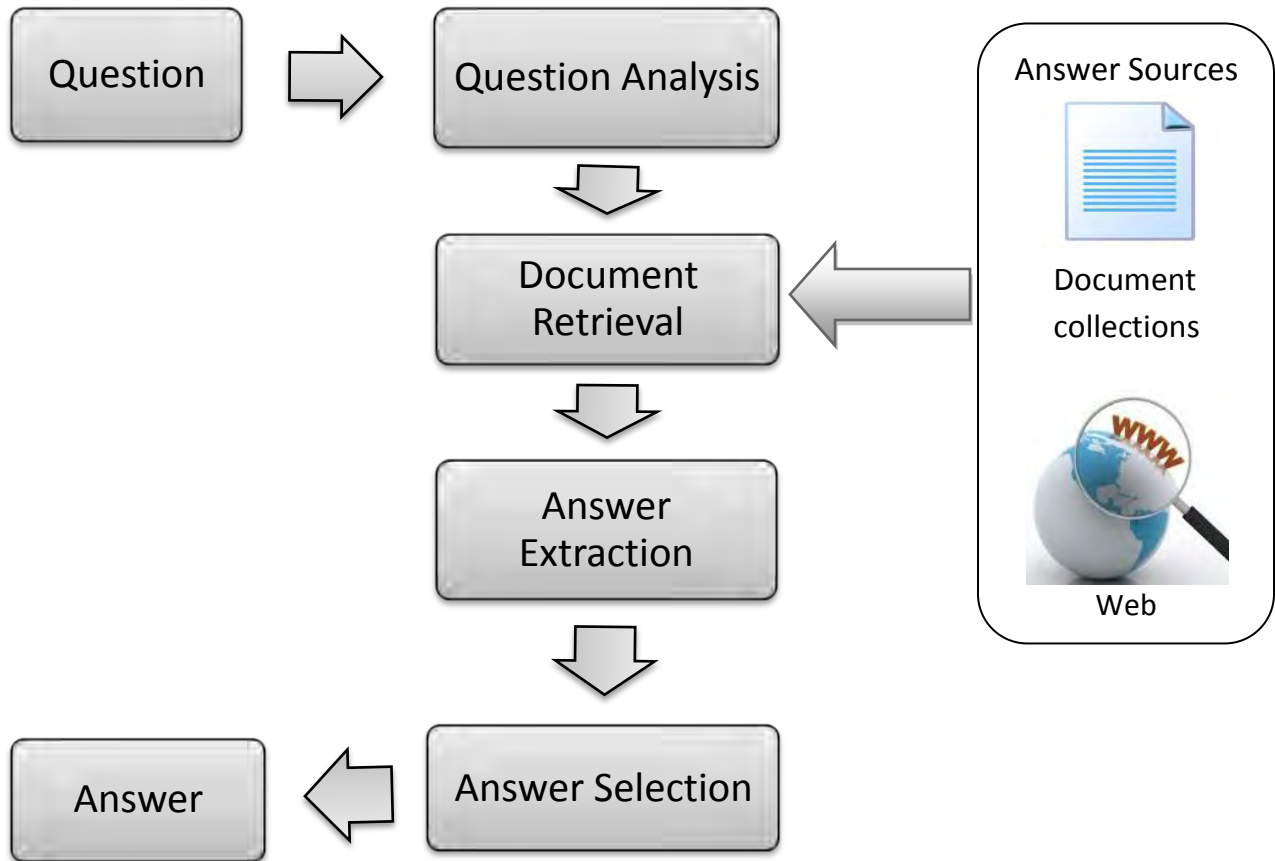 Question
Question Analysis
Answer Sources
Document
collections
WWW
Web
Document
Retrieval
Answer
Extraction
Answer Selection
Answer